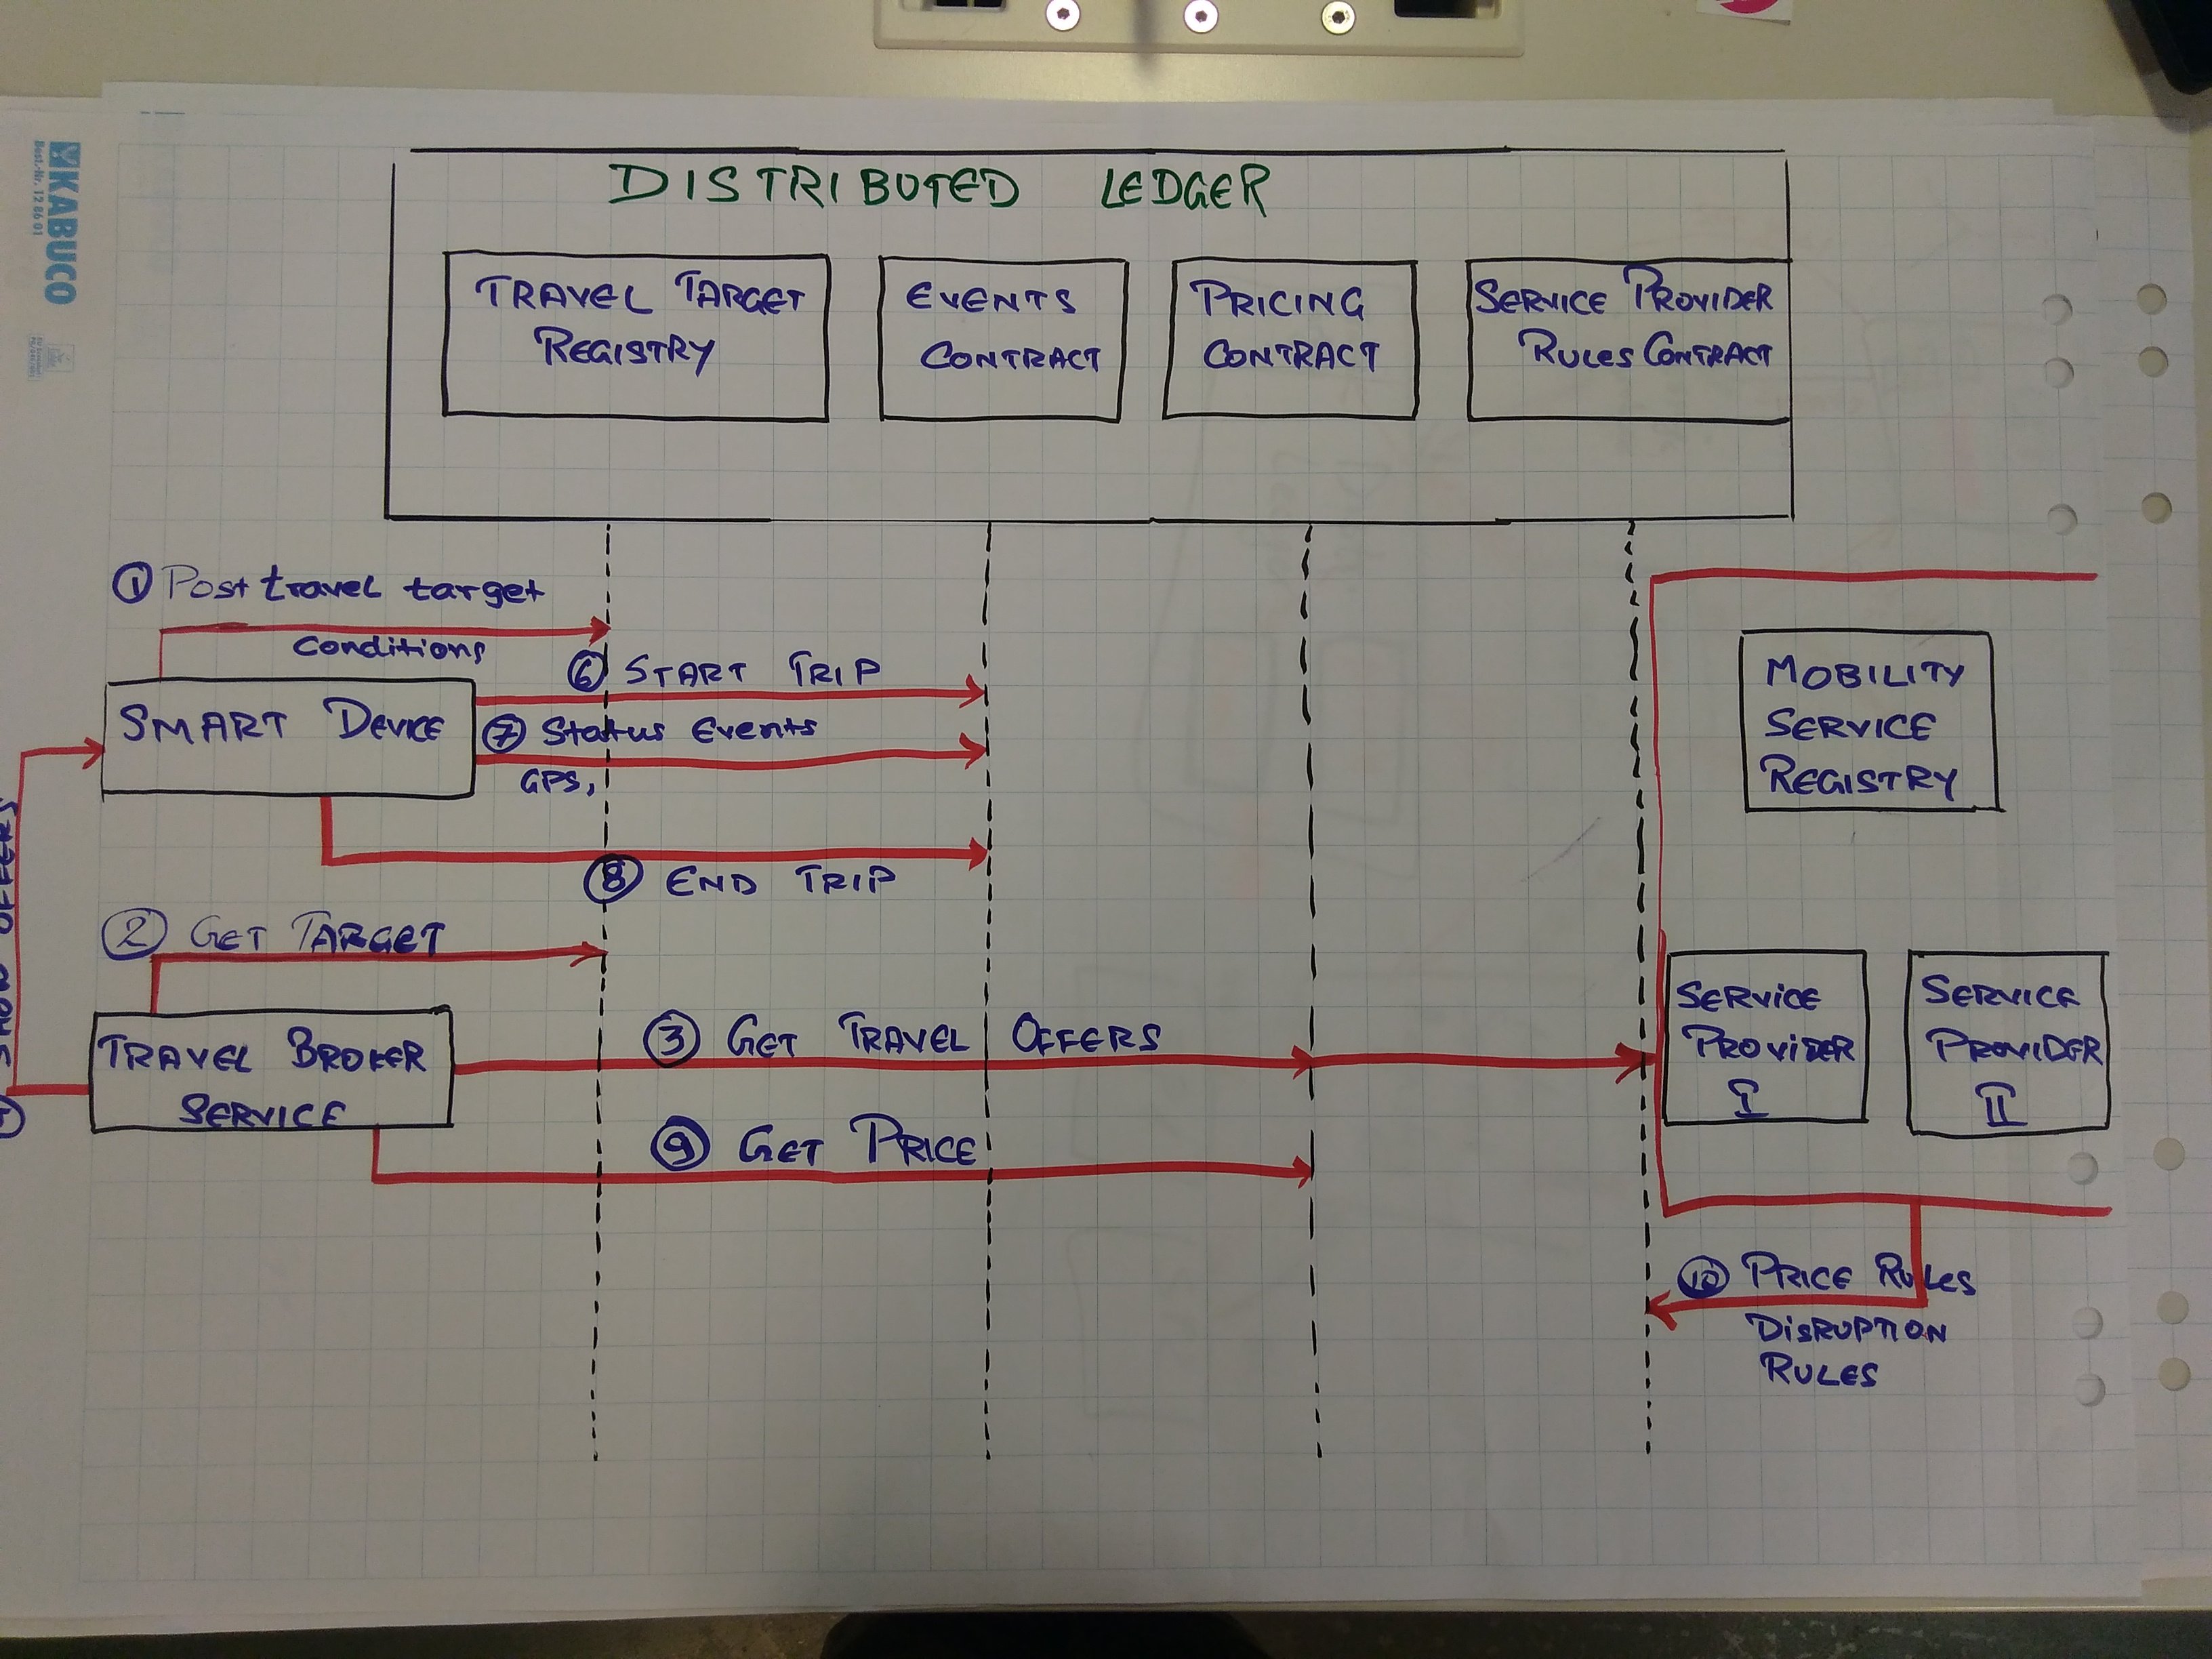 KABUCO
Best.-Nr. 12 86 01
DISTRIBUTED LEDGER
TRAVEL TARGET
REGISTRY
EVENTS
CONTRACT
PRICING
CONTRACT
SERVICE PROVIDER
RULES CONTRACT
① Post travel target
Conditions
⑥ START TRIP
SMART DEVICE
⑦ Status Events
GPS,
⑧ END TRIP
MOBILITY
SERVICE
REGISTRY
SHOW OFFERS
② GET TARGET
③ GET TRAVEL OFFERS
TRAVEL BROKER
SERVICE
⑨ GET PRICE
SERVICE
PROVIDER
I
SERVICE
PROVIDER
II
⑩ PRICE RULES
DISRUPTION
RULES